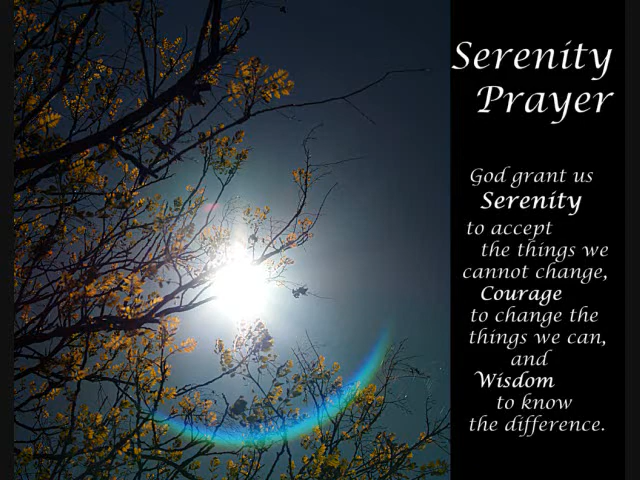 Serenity
Prayer
God grant us
Serenity
to accept
the things we
cannot change,
Courage
to change the
things we can,
and
Wisdom
to know
the difference.